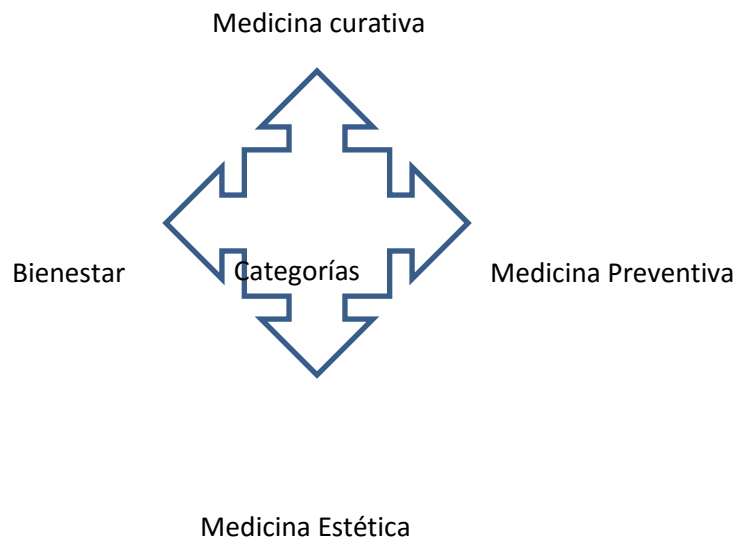 Medicina curativa
Bienestar
Categorías
Medicina Preventiva
Medicina Estética